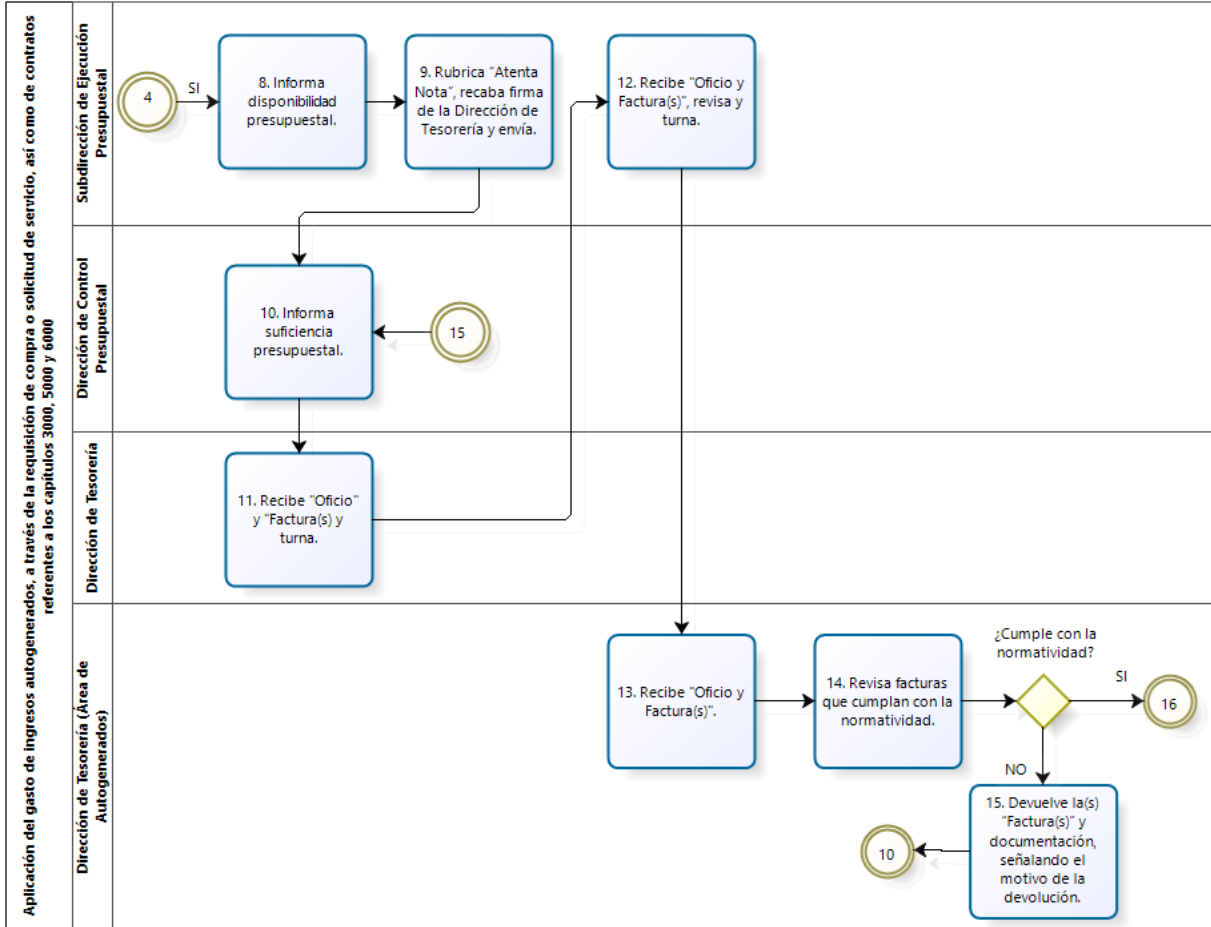 Aplicación del gasto de ingresos autogenerados, a través de la requisición de compra o solicitud de servicio, así como de contratos
referentes a los capítulos 3000, 5000 y 6000
Subdirección de Ejecución
Presupuestal
4
SI
8. Informa
disponibilidad
presupuestal.
9. Rubrica "Atenta
Nota", recaba firma
de la Dirección de
Tesorería y envía.
12. Recibe "Oficio y
Factura(s)", revisa y
turna.
Dirección de Control
Presupuestal
10. Informa
suficiencia
presupuestal.
15
Dirección de Tesorería
11. Recibe "Oficio"
y "Factura(s) y
turna.
Dirección de Tesorería (Área de
Autogenerados)
13. Recibe "Oficio y
Factura(s)".
14. Revisa facturas
que cumplan con la
normatividad.
¿Cumple con la
normatividad?
SI
16
NO
15. Devuelve la(s)
"Factura(s)" y
documentación,
señalando el
motivo de la
devolución.
10